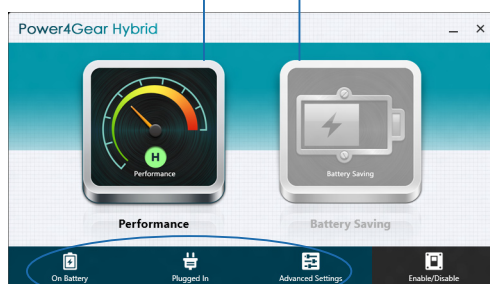 Power4Gear Hybrid
H
Performance
Battery Saving
Performance
Battery Saving
On Battery
Plugged In
Advanced Settings
Enable/Disable